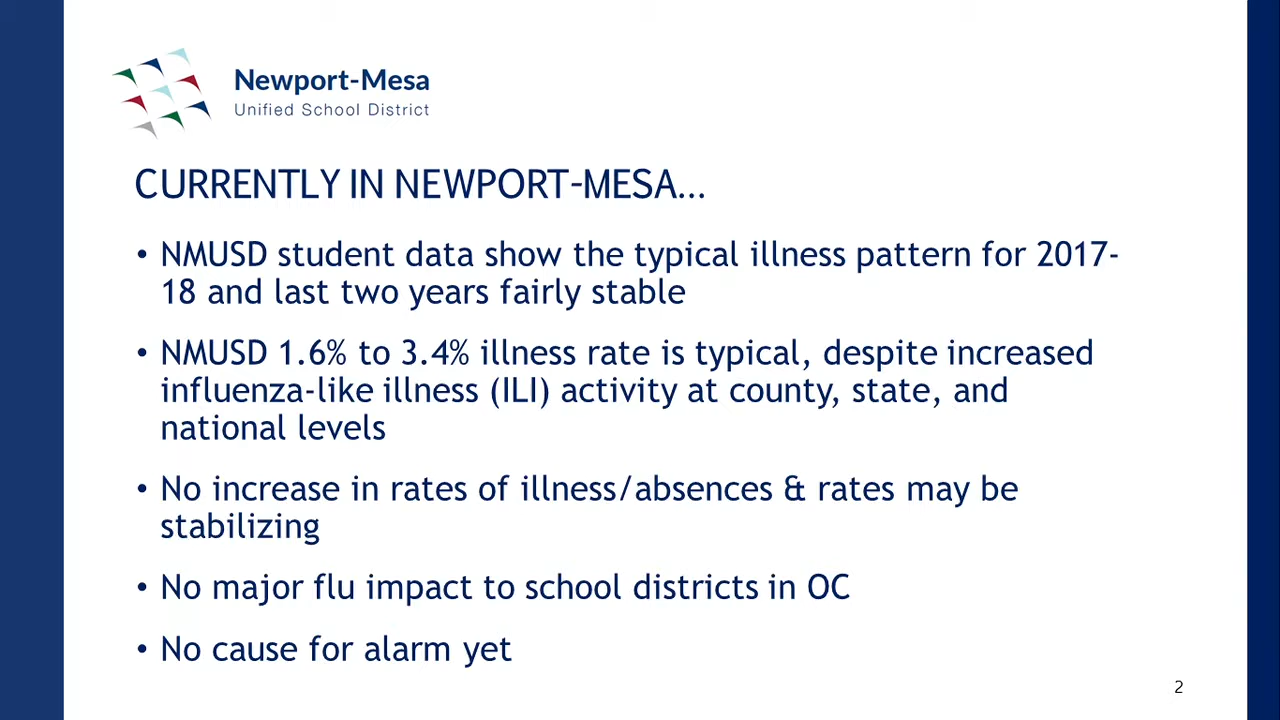 Newport-Mesa
Unified School District
CURRENTLY IN NEWPORT-MESA...
• NMUSD student data show the typical illness pattern for 2017-
18 and last two years fairly stable
• NMUSD 1.6% to 3.4% illness rate is typical, despite increased
influenza-like illness (ILI) activity at county, state, and
national levels
• No increase in rates of illness/absences & rates may be
stabilizing
• No major flu impact to school districts in OC
• No cause for alarm yet
2